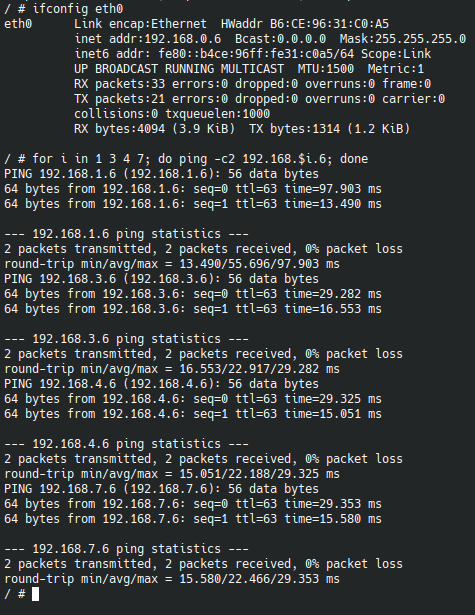 / # ifconfig eth0
eth0      Link encap:Ethernet  HWaddr B6:CE:96:31:C0:A5
          inet addr:192.168.0.6  Bcast:0.0.0.0  Mask:255.255.255.0
          inet6 addr: fe80::b4ce:96ff:fe31:c0a5/64 Scope:Link
          UP BROADCAST RUNNING MULTICAST  MTU:1500  Metric:1
          RX packets:33 errors:0 dropped:0 overruns:0 frame:0
          TX packets:21 errors:0 dropped:0 overruns:0 carrier:0
          collisions:0 txqueuelen:1000
          RX bytes:4094 (3.9 KiB)  TX bytes:1314 (1.2 KiB)

/ # for i in 1 3 4 7; do ping -c2 192.168.$i.6; done
PING 192.168.1.6 (192.168.1.6): 56 data bytes
64 bytes from 192.168.1.6: seq=0 ttl=63 time=97.903 ms
64 bytes from 192.168.1.6: seq=1 ttl=63 time=13.490 ms

--- 192.168.1.6 ping statistics ---
2 packets transmitted, 2 packets received, 0% packet loss
round-trip min/avg/max = 13.490/55.696/97.903 ms
PING 192.168.3.6 (192.168.3.6): 56 data bytes
64 bytes from 192.168.3.6: seq=0 ttl=63 time=29.282 ms
64 bytes from 192.168.3.6: seq=1 ttl=63 time=16.553 ms

--- 192.168.3.6 ping statistics ---
2 packets transmitted, 2 packets received, 0% packet loss
round-trip min/avg/max = 16.553/22.917/29.282 ms
PING 192.168.4.6 (192.168.4.6): 56 data bytes
64 bytes from 192.168.4.6: seq=0 ttl=63 time=29.325 ms
64 bytes from 192.168.4.6: seq=1 ttl=63 time=15.051 ms

--- 192.168.4.6 ping statistics ---
2 packets transmitted, 2 packets received, 0% packet loss
round-trip min/avg/max = 15.051/22.188/29.325 ms
PING 192.168.7.6 (192.168.7.6): 56 data bytes
64 bytes from 192.168.7.6: seq=0 ttl=63 time=29.353 ms
64 bytes from 192.168.7.6: seq=1 ttl=63 time=15.580 ms

--- 192.168.7.6 ping statistics ---
2 packets transmitted, 2 packets received, 0% packet loss
round-trip min/avg/max = 15.580/22.466/29.353 ms
/ #